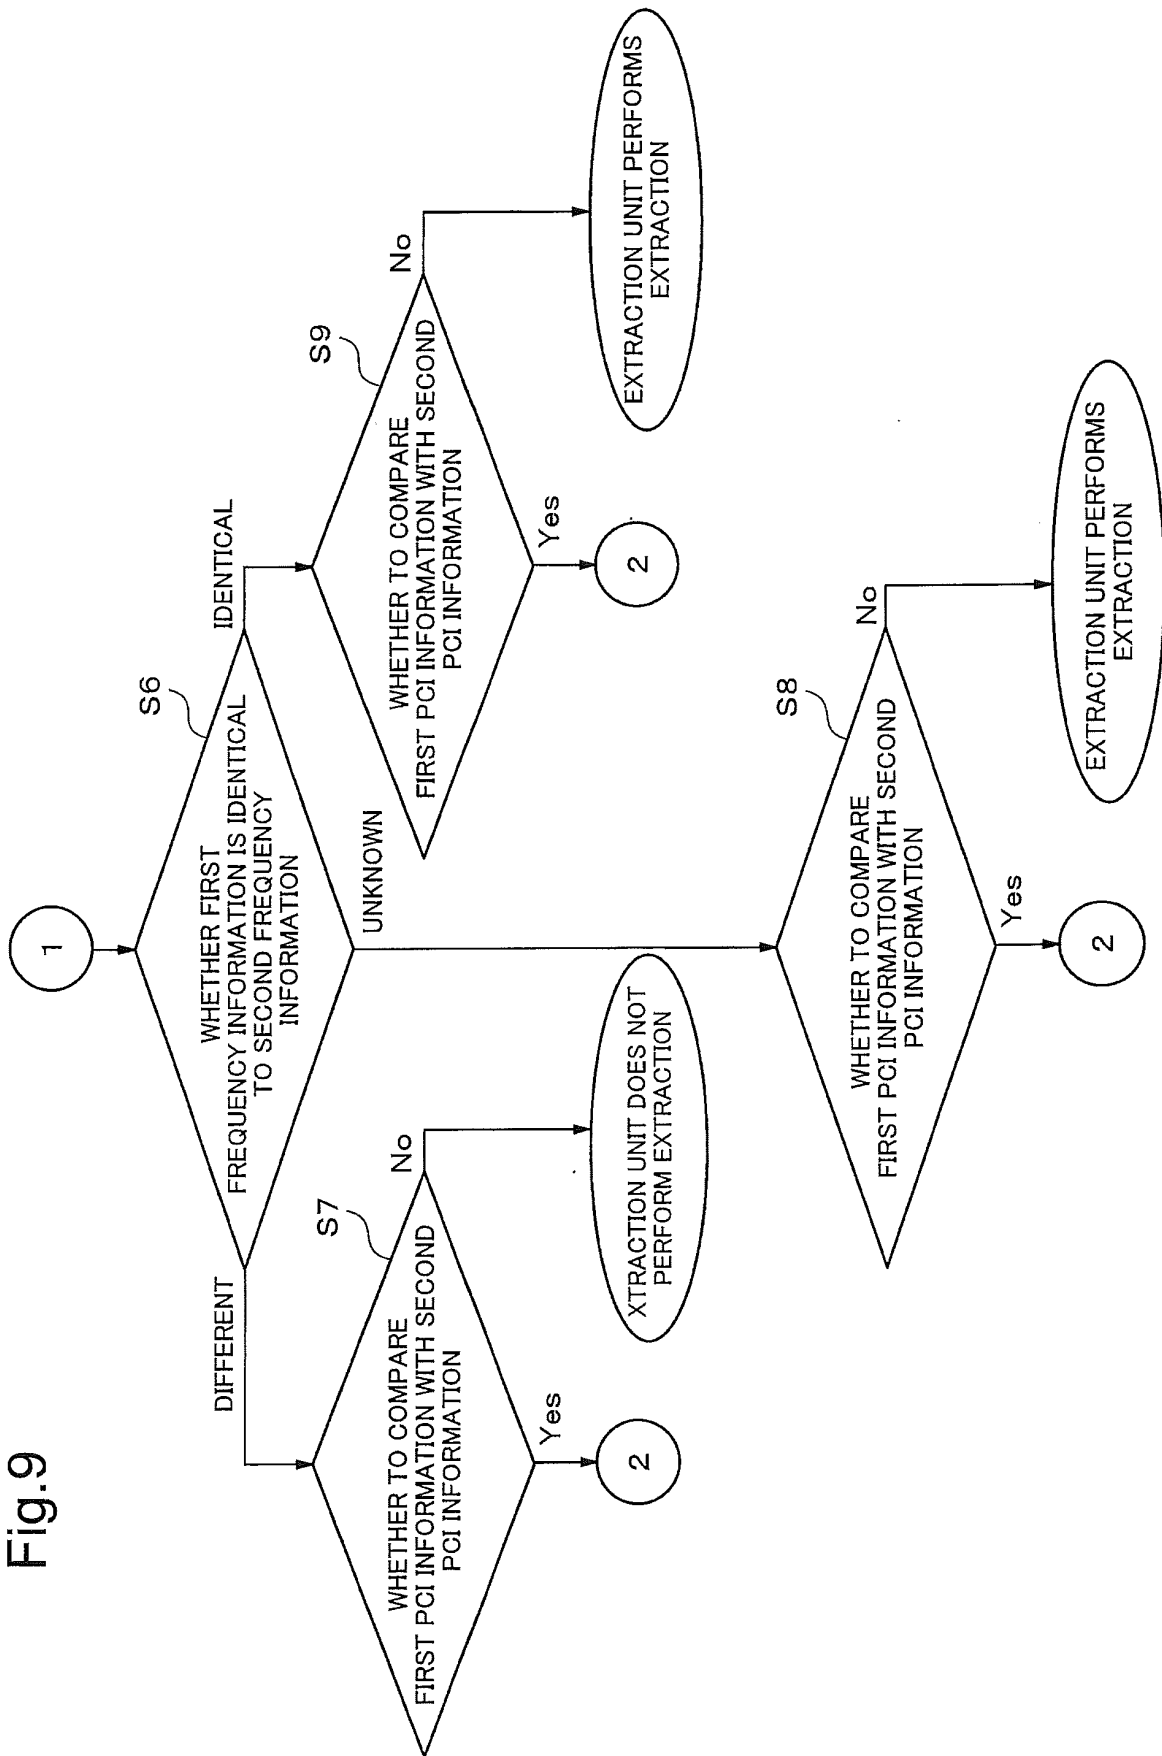 Fig.9
1
S6
WHETHER FIRST
FREQUENCY INFORMATION IS IDENTICAL
TO SECOND FREQUENCY
INFORMATION
DIFFERENT
UNKNOWN
IDENTICAL
S7
WHETHER TO COMPARE
FIRST PCI INFORMATION WITH SECOND
PCI INFORMATION
No
Yes
2
XTRACTION UNIT DOES NOT
PERFORM EXTRACTION
S9
WHETHER TO COMPARE
FIRST PCI INFORMATION WITH SECOND
PCI INFORMATION
No
Yes
2
EXTRACTION UNIT PERFORMS
EXTRACTION
S8
WHETHER TO COMPARE
FIRST PCI INFORMATION WITH SECOND
PCI INFORMATION
No
Yes
2
EXTRACTION UNIT PERFORMS
EXTRACTION